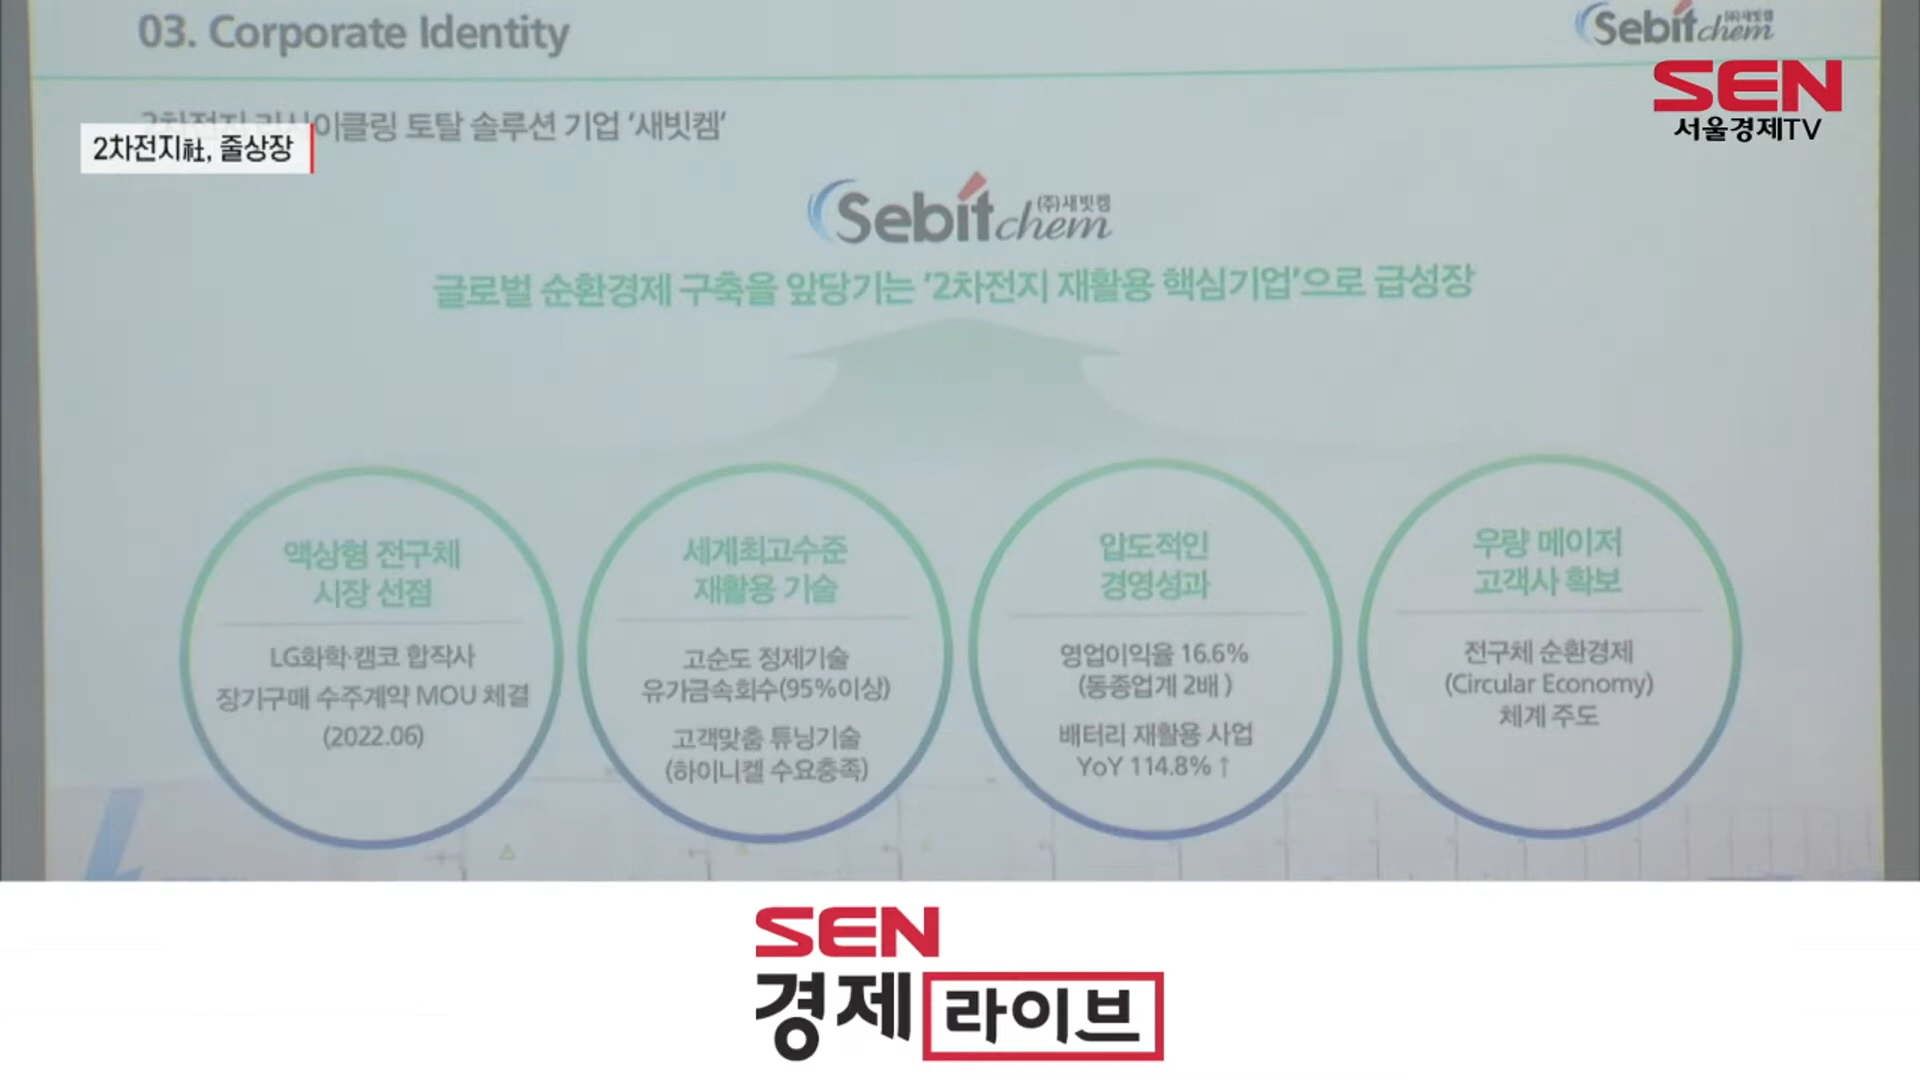 03. Corporate Identity
Sebitchem
(주)새빗켐
SEN
서울경제TV
2차전지 리사이클링 토탈 솔루션 기업 '새빗켐'
2차전지社, 줄상장
Sebitchem
(주)새빗켐
글로벌 순환경제 구축을 앞당기는 '2차전지 재활용 핵심기업'으로 급성장
액상형 전구체
시장 선점
LG화학·캠코 합작사
장기구매 수주계약 MOU 체결
(2022.06)
세계최고수준
재활용 기술
고순도 정제기술
유가금속회수(95%이상)
고객맞춤 튜닝기술
(하이니켈 수요충족)
압도적인
경영성과
영업이익율 16.6%
(동종업계 2배 )
배터리 재활용 사업
YoY 114.8% ↑
우량 메이저
고객사 확보
전구체 순환경제
(Circular Economy)
체계 주도
SEN
경제라이브